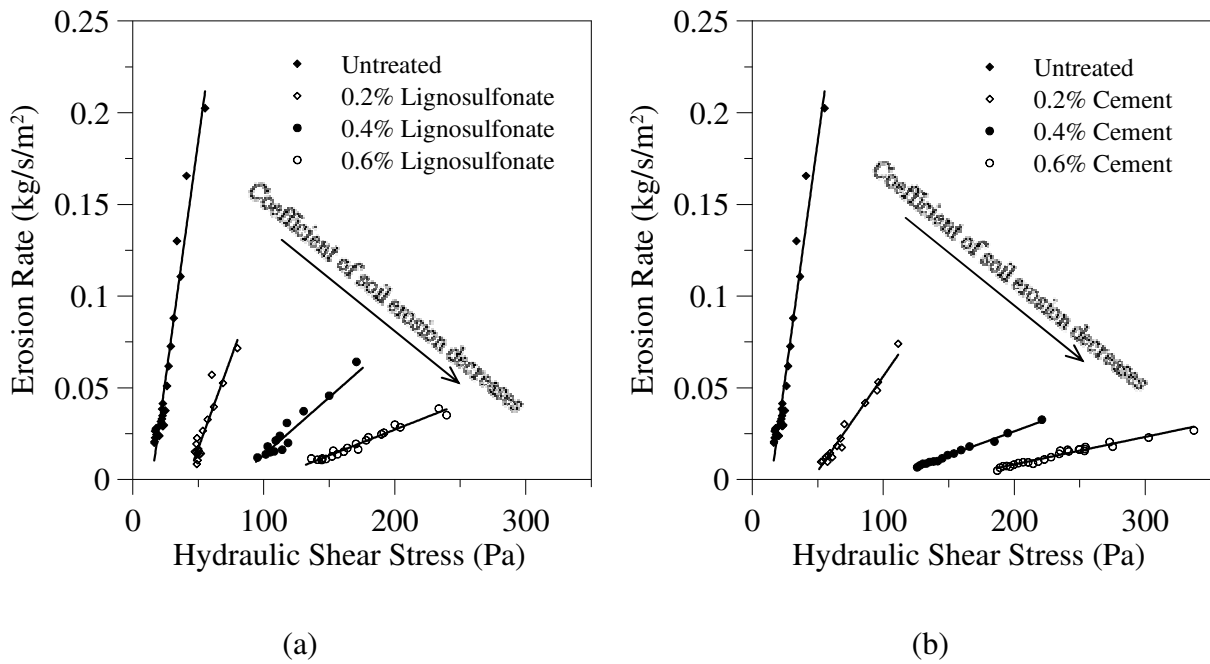 0.25
0.2
0.15
0.1
0.05
0
0
100
200
300
Erosion Rate (kg/s/m²)
Hydraulic Shear Stress (Pa)
Untreated
0.2% Lignosulfonate
0.4% Lignosulfonate
0.6% Lignosulfonate
Coefficient of soil erosion decreases
(a)
0.25
0.2
0.15
0.1
0.05
0
0
100
200
300
Erosion Rate (kg/s/m²)
Hydraulic Shear Stress (Pa)
Untreated
0.2% Cement
0.4% Cement
0.6% Cement
Coefficient of soil erosion decreases
(b)